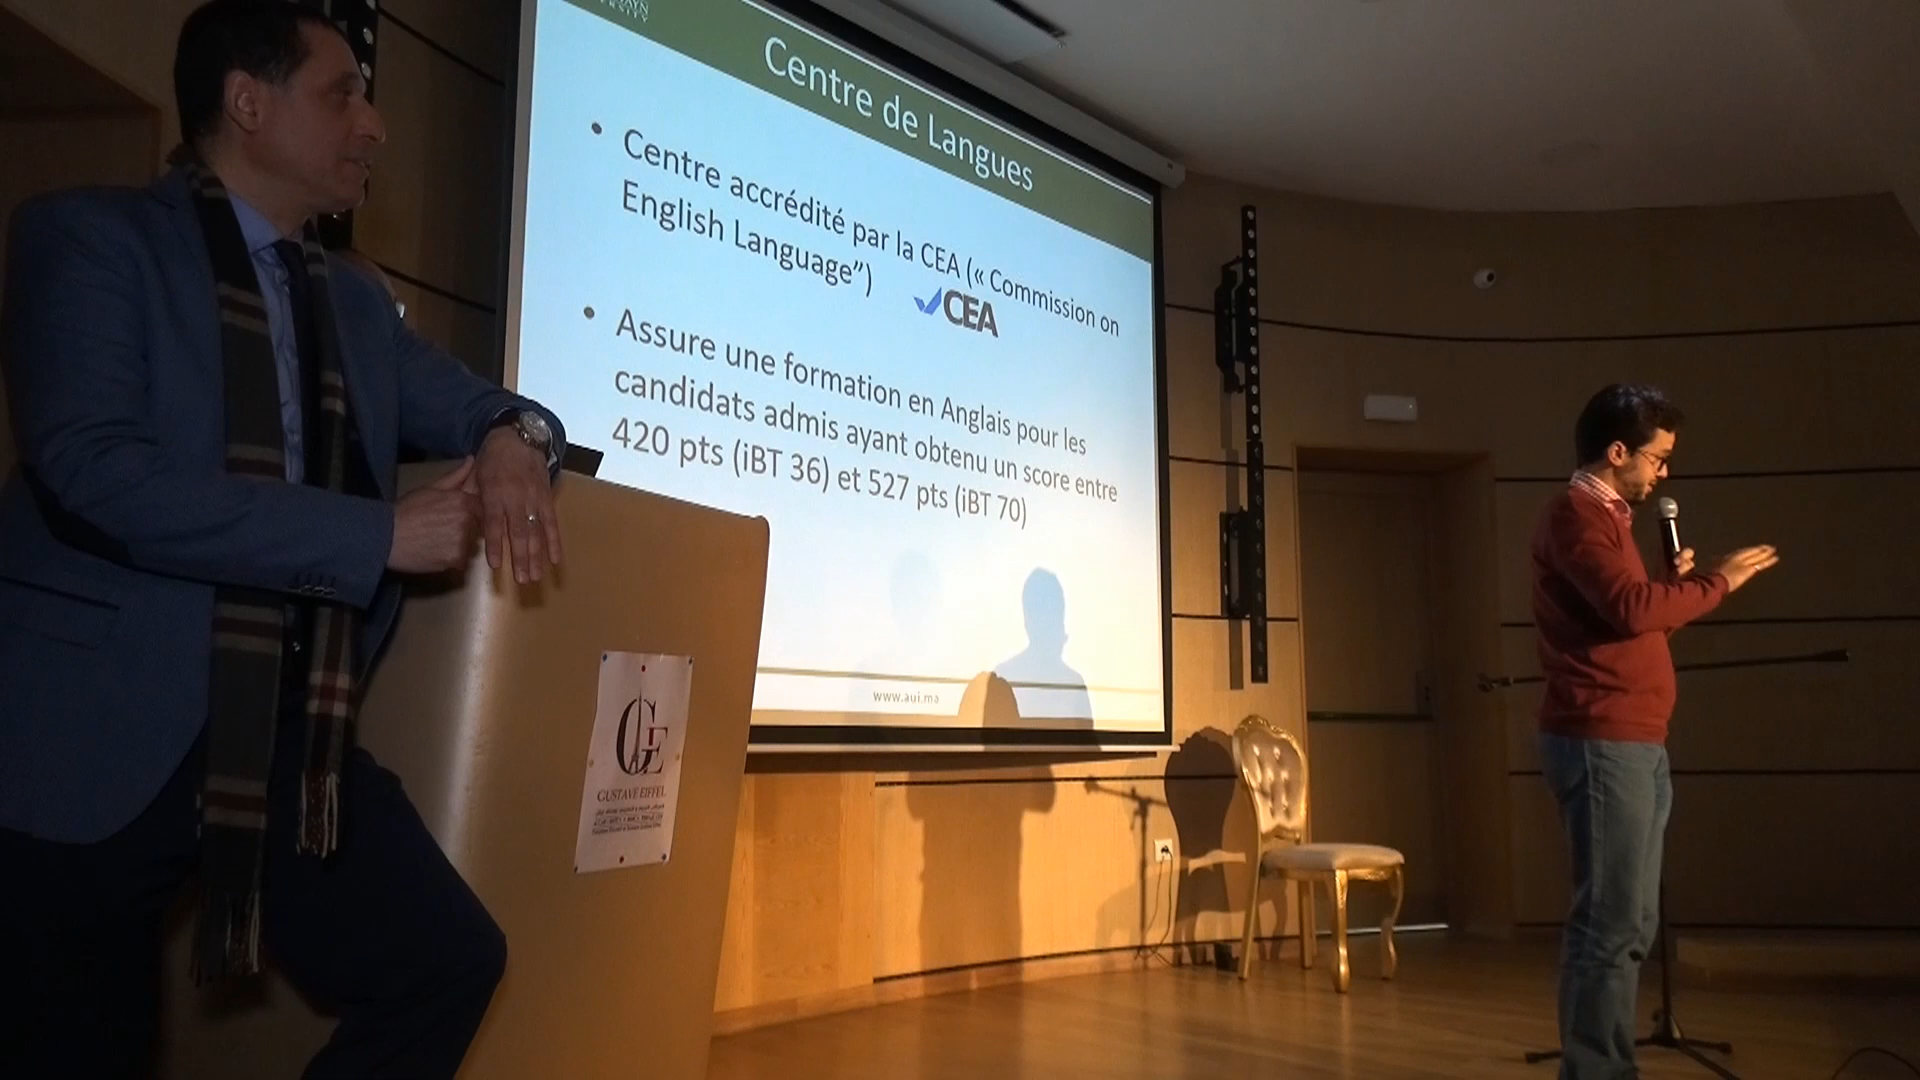 Centre de Langues
• Centre accrédité par la CEA (« Commission on
English Language”)
CEA
• Assure une formation en Anglais pour les
candidats admis ayant obtenu un score entre
420 pts (iBT 36) et 527 pts (iBT 70)
www.aui.ma
GE
GUSTAVE EIFFEL